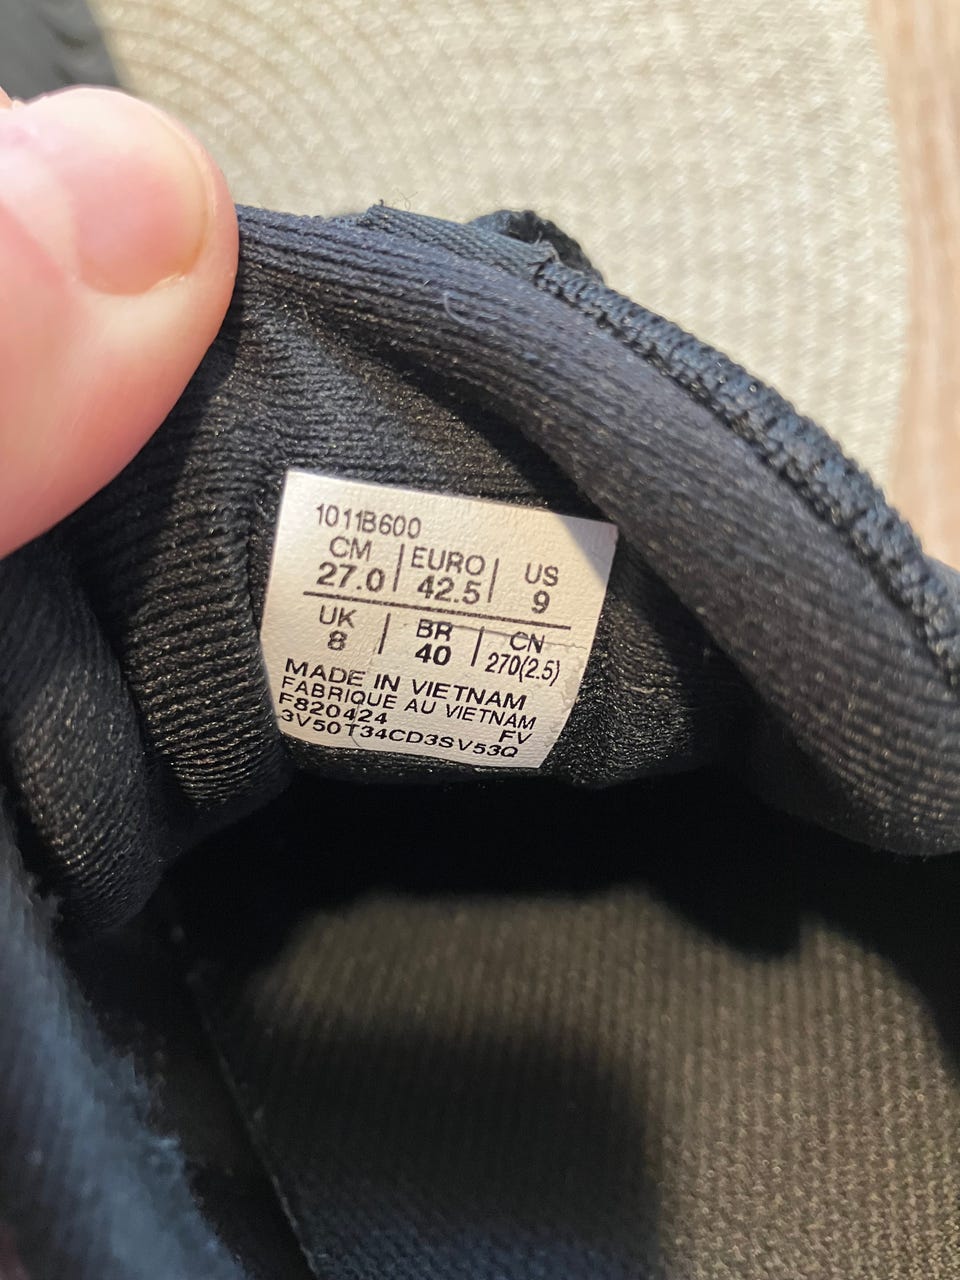 1011B600
CM | EURO | US
27.0 | 42.5 | 9
UK | BR | CN
8 | 40 | 270(2.5)
MADE IN VIETNAM
FABRIQUE AU VIETNAM
F820424 FV
3V50T34CD3SV53Q